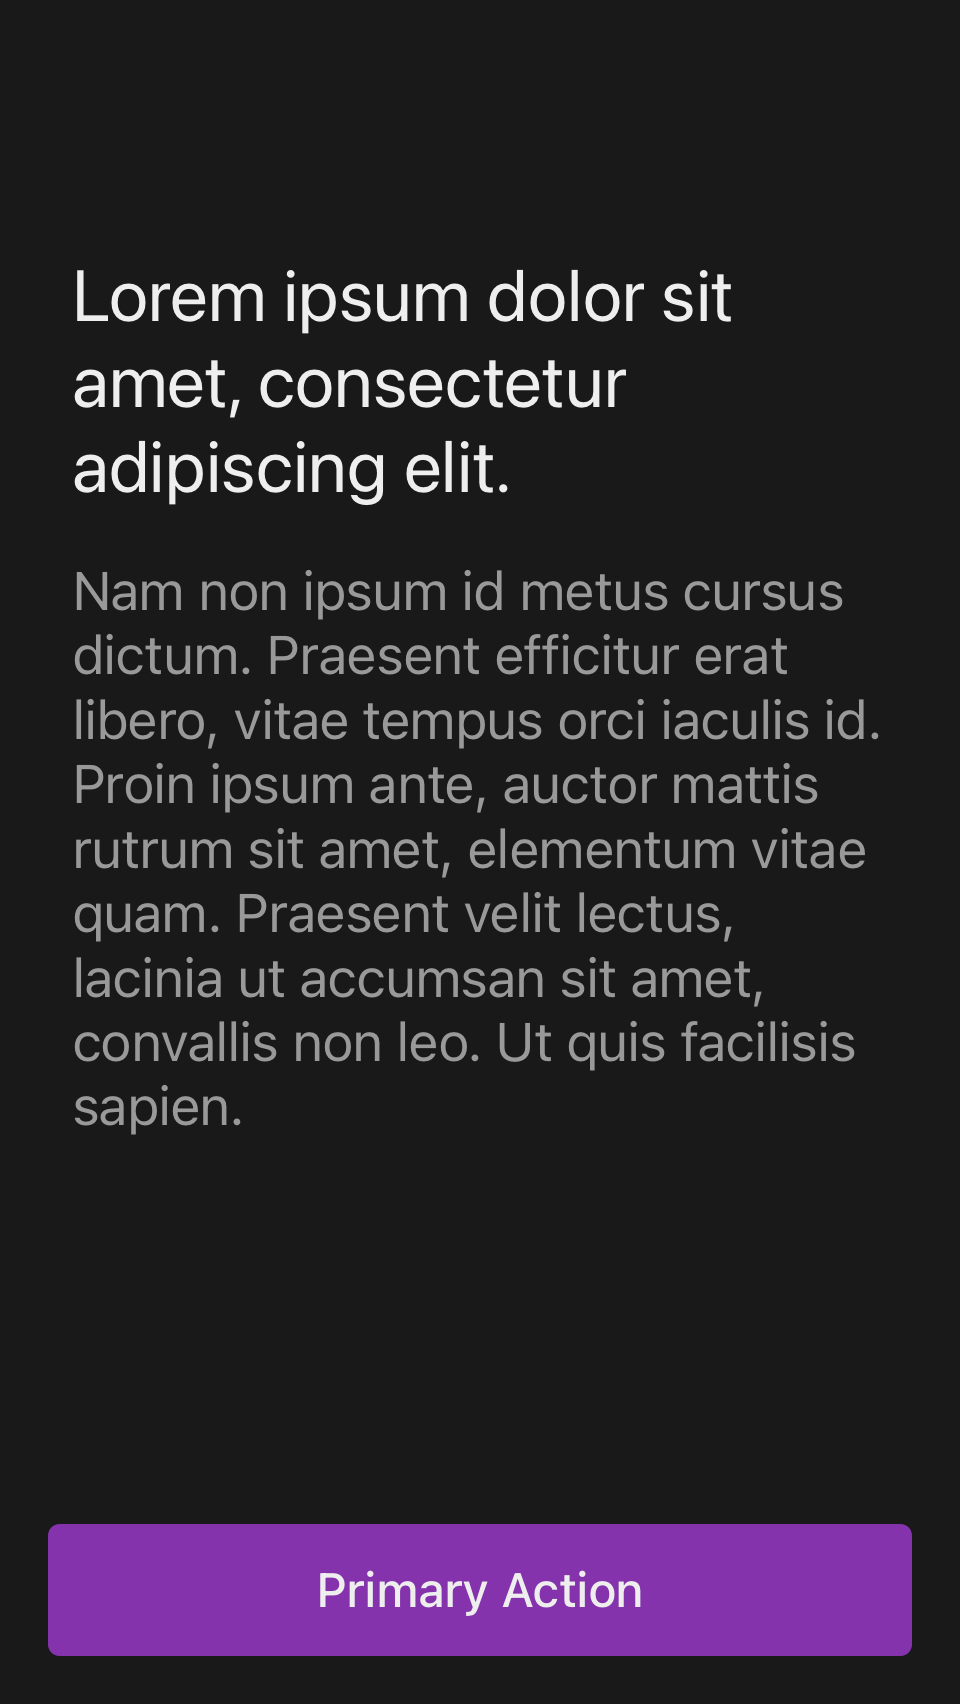 Lorem ipsum dolor sit
amet, consectetur
adipiscing elit.
Nam non ipsum id metus cursus
dictum. Praesent efficitur erat
libero, vitae tempus orci iaculis id.
Proin ipsum ante, auctor mattis
rutrum sit amet, elementum vitae
quam. Praesent velit lectus,
lacinia ut accumsan sit amet,
convallis non leo. Ut quis facilisis
sapien.
Primary Action